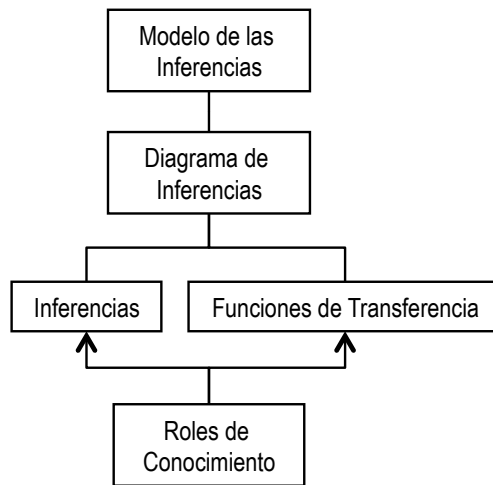 Modelo de las
Inferencias
Diagrama de
Inferencias
Inferencias
Funciones de Transferencia
Roles de
Conocimiento